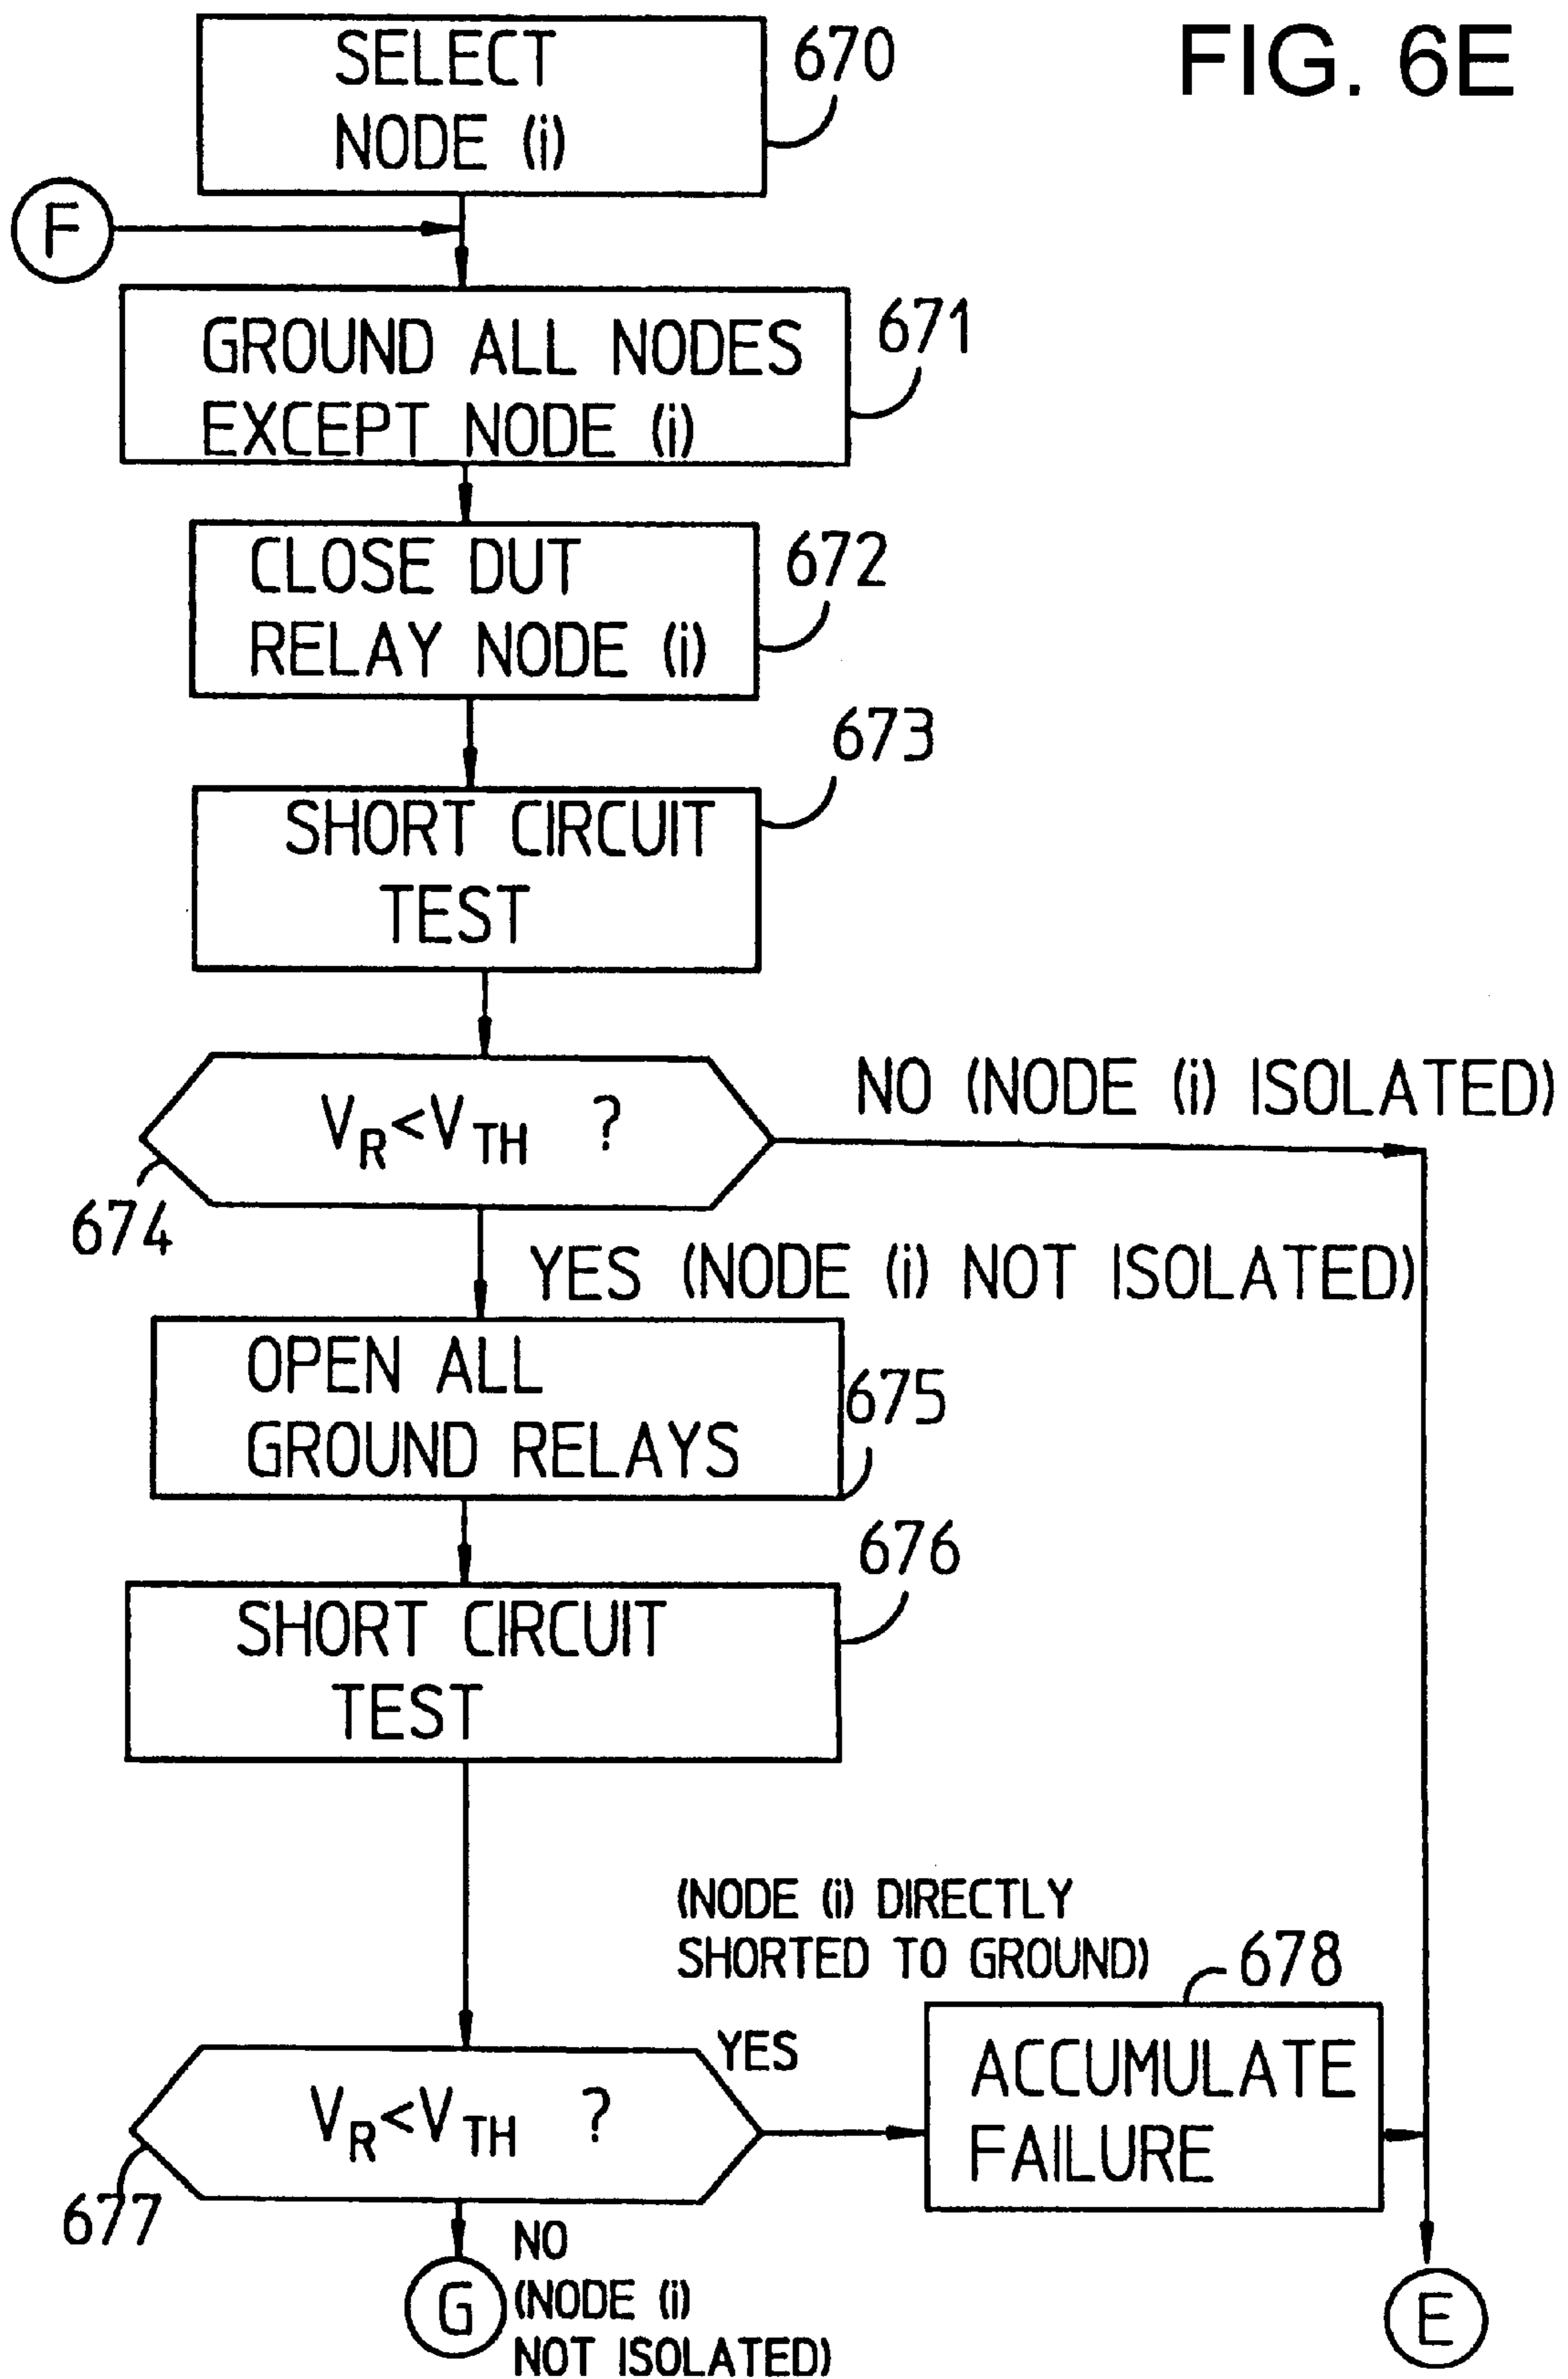 FIG. 6E
SELECT
NODE (i)
670
F
GROUND ALL NODES
EXCEPT NODE (i)
671
CLOSE DUT
RELAY NODE (i)
672
673
SHORT CIRCUIT
TEST
VR<VTH ?
674
NO (NODE (i) ISOLATED)
YES (NODE (i) NOT ISOLATED)
OPEN ALL
GROUND RELAYS
675
676
SHORT CIRCUIT
TEST
(NODE (i) DIRECTLY
SHORTED TO GROUND)
678
YES
VR<VTH ?
677
ACCUMULATE
FAILURE
NO
(NODE (i)
NOT ISOLATED)
G
E